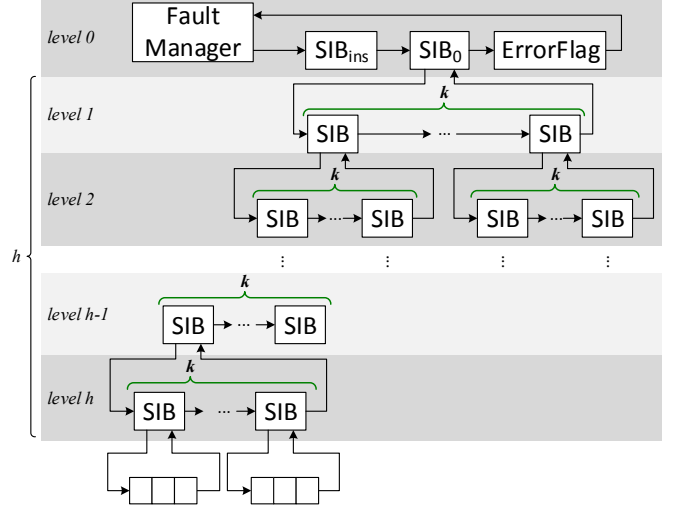 level 0
Fault
Manager
SIBins
SIB0
ErrorFlag
h
level 1
k
SIB
...
SIB
level 2
k
k
SIB
...
SIB
SIB
...
SIB
⋮
⋮
⋮
⋮
level h-1
k
SIB
...
SIB
level h
k
SIB
...
SIB